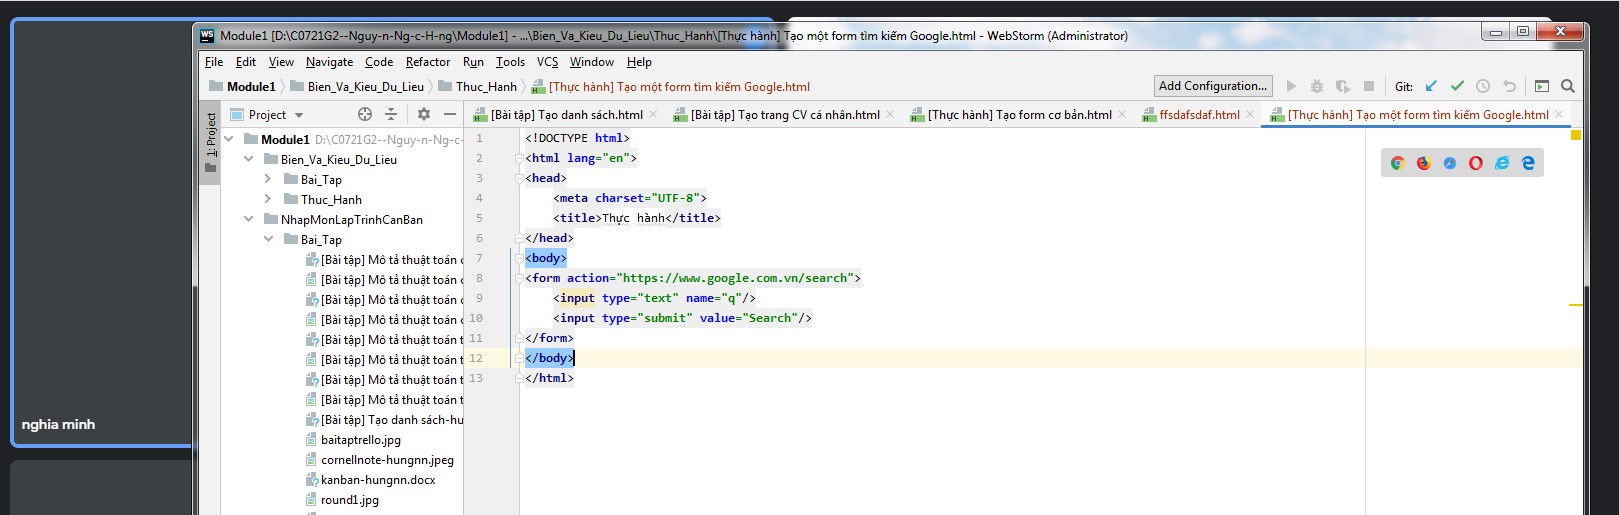 Module1 [D:\C0721G2--Nguy-n-Ng-c-H-ng\Module1] - ...\Bien_Va_Kieu_Du_Lieu\Thuc_Hanh\[Thực hành] Tạo một form tìm kiếm Google.html - WebStorm (Administrator)
File Edit View Navigate Code Refactor Run Tools VCS Window Help
Module1 Bien_Va_Kieu_Du_Lieu Thuc_Hanh [Thực hành] Tạo một form tìm kiếm Google.html Add Configuration... Git:
Project [Bài tập] Tạo danh sách.html [Bài tập] Tạo trang CV cá nhân.html [Thực hành] Tạo form cơ bản.html ffsdafsdaf.html [Thực hành] Tạo một form tìm kiếm Google.html
1: Project
Module1 D:\C0721G2--Nguy-n-Ng-c-
Bien_Va_Kieu_Du_Lieu
Bai_Tap
Thuc_Hanh
NhapMonLapTrinhCanBan
Bai_Tap
[Bài tập] Mô tả thuật toán
[Bài tập] Mô tả thuật toán
[Bài tập] Mô tả thuật toán
[Bài tập] Mô tả thuật toán
[Bài tập] Mô tả thuật toán t
[Bài tập] Mô tả thuật toán t
[Bài tập] Mô tả thuật toán t
[Bài tập] Mô tả thuật toán t
[Bài tập] Tạo danh sách-hu
baitaptrello.jpg
cornellnote-hungnn.jpeg
kanban-hungnn.docx
round1.jpg
1 <!DOCTYPE html>
2 <html lang="en">
3 <head>
4 <meta charset="UTF-8">
5 <title>Thực hành</title>
6 </head>
7 <body>
8 <form action="https://www.google.com.vn/search">
9 <input type="text" name="q"/>
10 <input type="submit" value="Search"/>
11 </form>
12 </body>
13 </html>
nghia minh